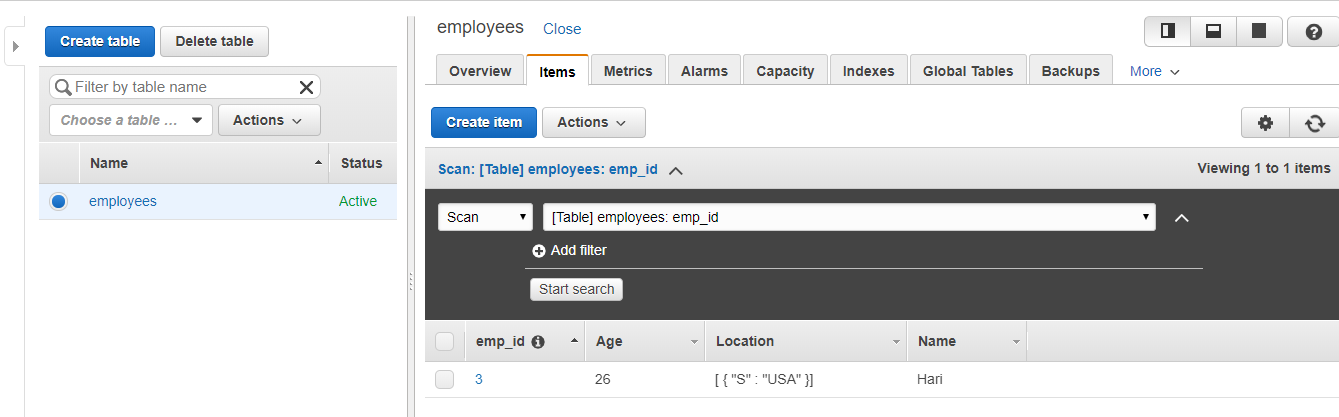 Create table
Delete table
Filter by table name
Choose a table ...
Actions
Name
Status
employees
Active
employees Close
Overview Items Metrics Alarms Capacity Indexes Global Tables Backups More
Create item Actions
Scan: [Table] employees: emp_id
Viewing 1 to 1 items
Scan
[Table] employees: emp_id
Add filter
Start search
emp_id Age Location Name
3 26 [ { "S" : "USA" }] Hari